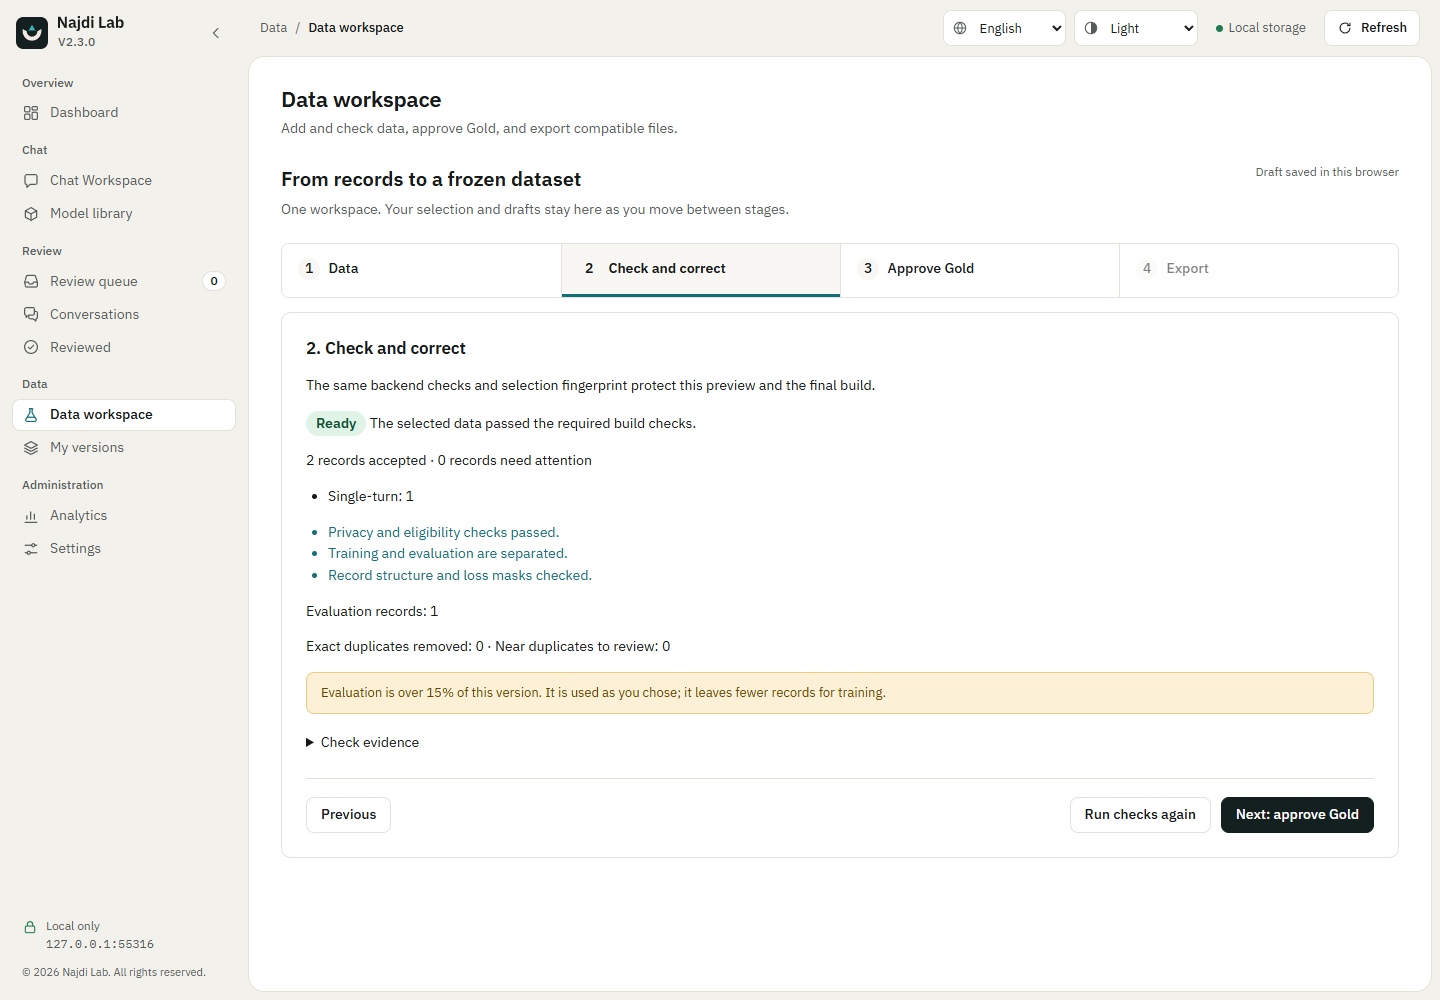 Najdi Lab
V2.3.0
Overview
Dashboard
Chat
Chat Workspace
Model library
Review
Review queue 0
Conversations
Reviewed
Data
Data workspace
My versions
Administration
Analytics
Settings
Local only
127.0.0.1:55316
© 2026 Najdi Lab. All rights reserved.
Data / Data workspace
English
Light
Local storage
Refresh
Data workspace
Add and check data, approve Gold, and export compatible files.
From records to a frozen dataset
Draft saved in this browser
One workspace. Your selection and drafts stay here as you move between stages.
1 Data
2 Check and correct
3 Approve Gold
4 Export
2. Check and correct
The same backend checks and selection fingerprint protect this preview and the final build.
Ready The selected data passed the required build checks.
2 records accepted · 0 records need attention
• Single-turn: 1
• Privacy and eligibility checks passed.
• Training and evaluation are separated.
• Record structure and loss masks checked.
Evaluation records: 1
Exact duplicates removed: 0 · Near duplicates to review: 0
Evaluation is over 15% of this version. It is used as you chose; it leaves fewer records for training.
Check evidence
Previous
Run checks again
Next: approve Gold